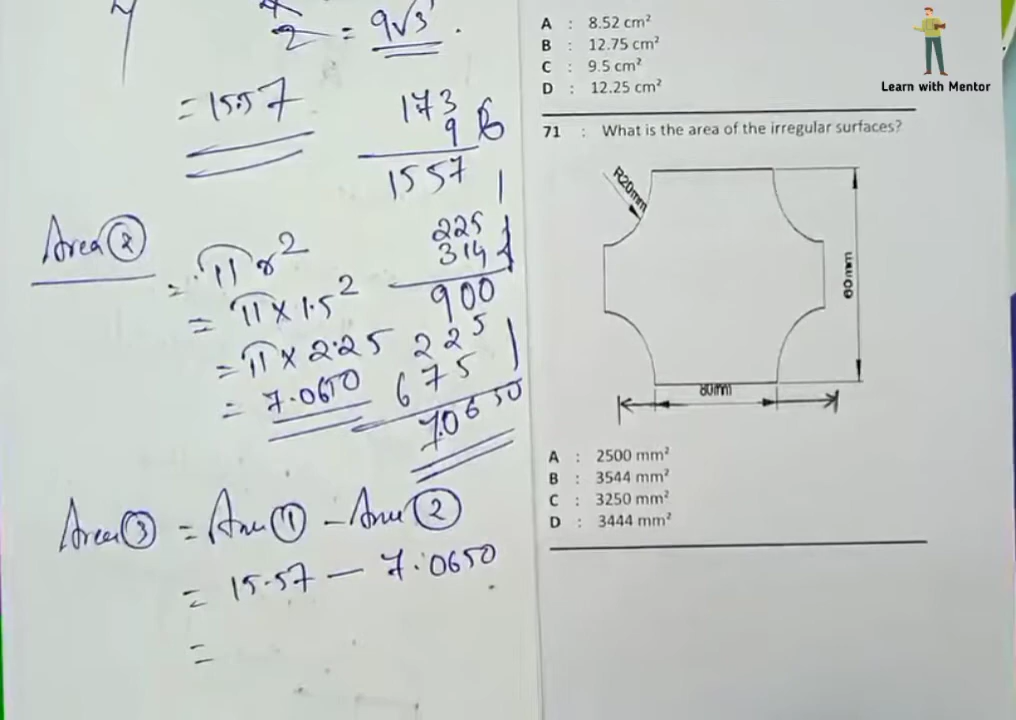 2 = 9√3 .
= 15.57
173
9
1557
Area ②
= πr²
= π × 1.5²
= π × 2.25
= 7.0650
225
314
900
225
675
70650
Area ③ = Area ① - Area ②
= 15.57 - 7.0650
=
A : 8.52 cm²
B : 12.75 cm²
C : 9.5 cm²
D : 12.25 cm²
Learn with Mentor
71 : What is the area of the irregular surfaces?
R20mm
60mm
80mm
A : 2500 mm²
B : 3544 mm²
C : 3250 mm²
D : 3444 mm²